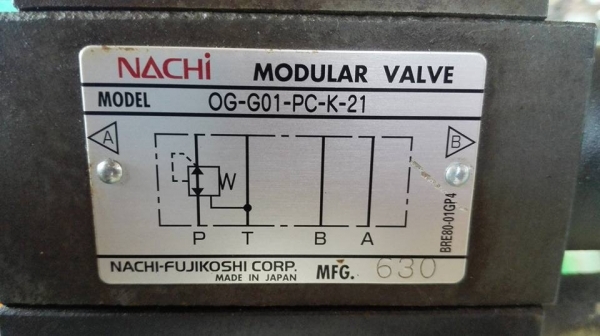 NACHi MODULAR VALVE
MODEL OG-G01-PC-K-21
A B
W
P T B A
BRE80-01GP4
NACHI-FUJIKOSHI CORP.
MADE IN JAPAN
MFG. 630